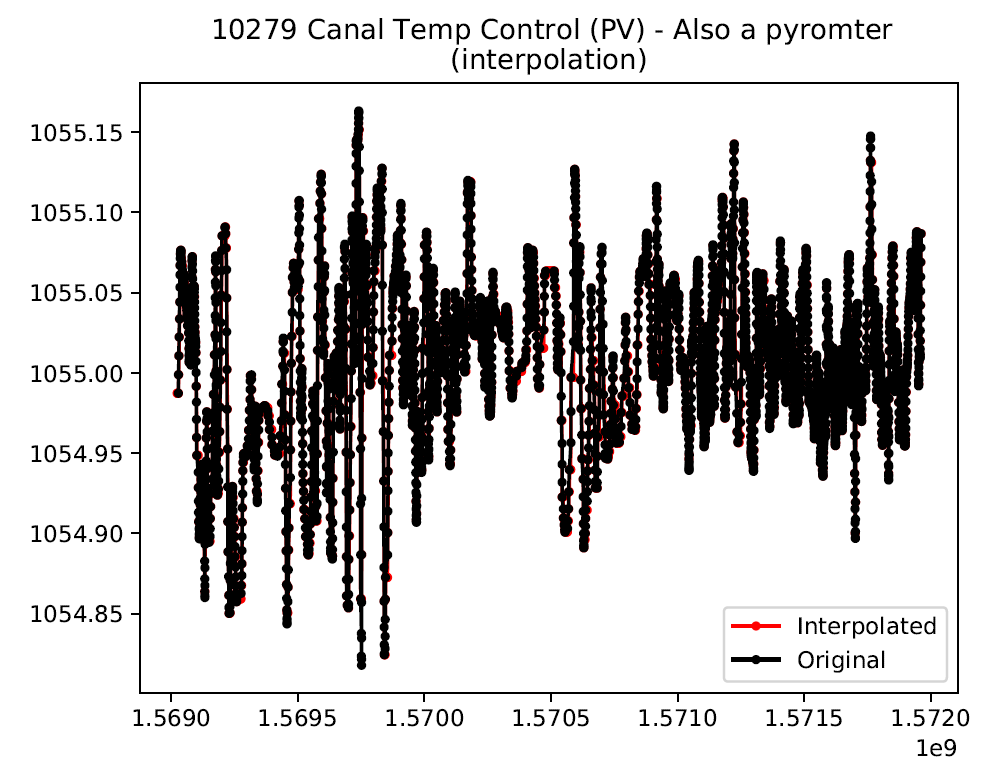 10279 Canal Temp Control (PV) - Also a pyromter
(interpolation)
1055.15
1055.10
1055.05
1055.00
1054.95
1054.90
1054.85
Interpolated
Original
1.5690 1.5695 1.5700 1.5705 1.5710 1.5715 1.5720
1e9